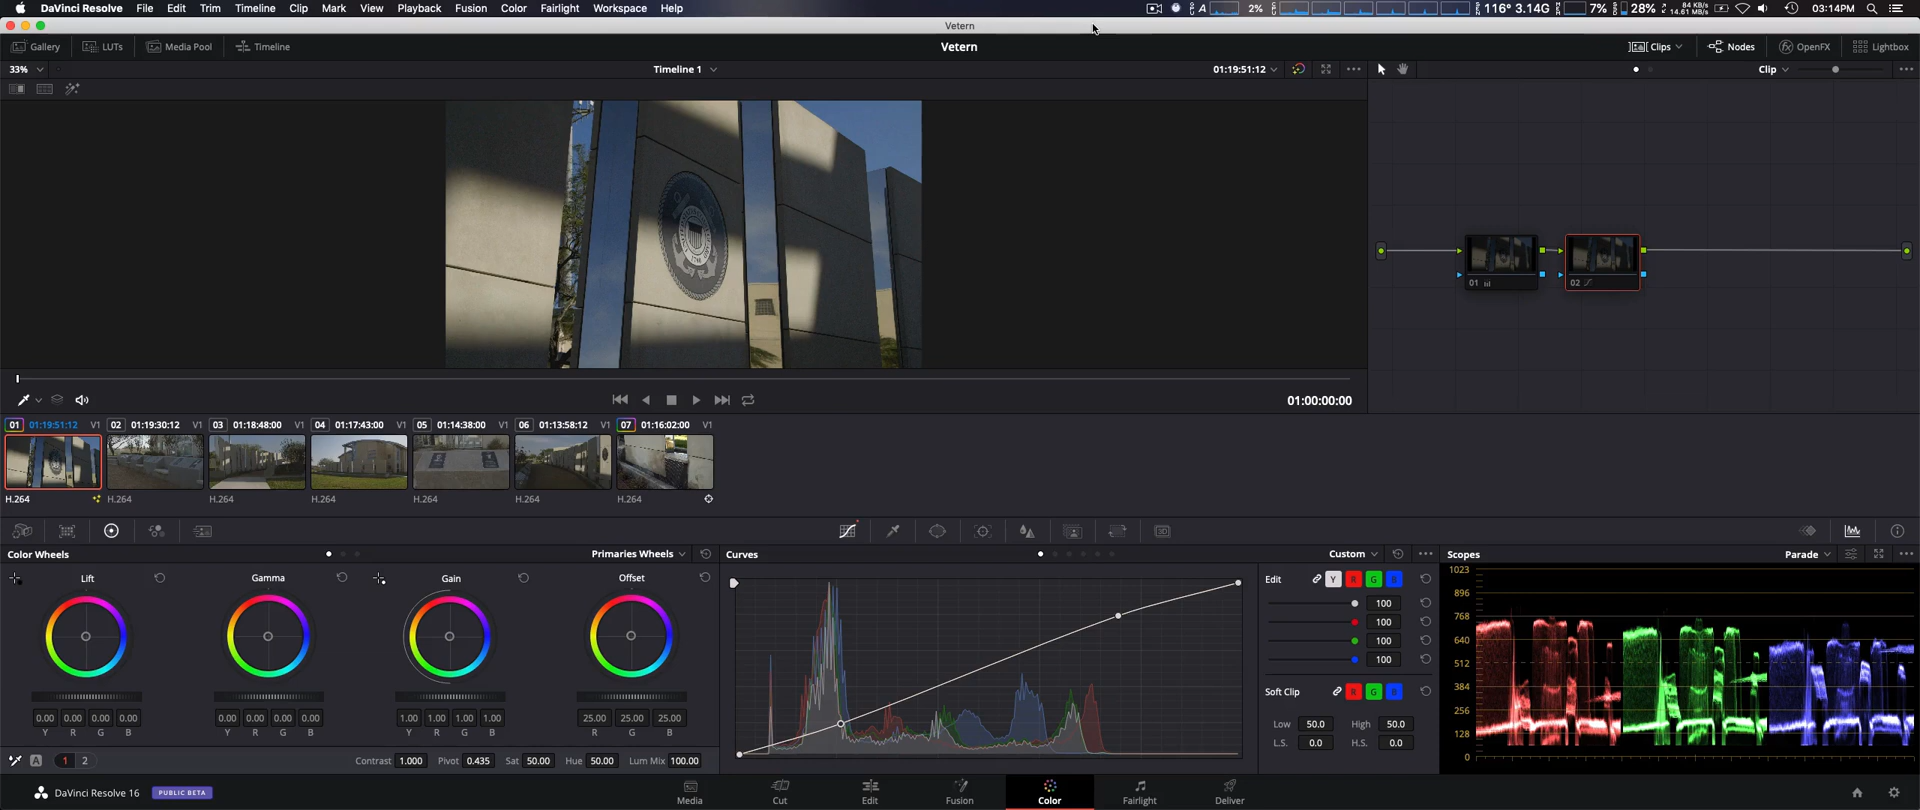 DaVinci Resolve File Edit Trim Timeline Clip Mark View Playback Fusion Color Fairlight Workspace Help 2% 116° 3.14G 7% 28% 84 KB/s 14.61 MB/s 03:14PM
Vetern
Gallery LUTs Media Pool Timeline Vetern Clips Nodes OpenFX Lightbox
33% Timeline 1 01:19:51:12 Clip
01 02
01:00:00:00
01 01:19:51:12 V1 02 01:19:30:12 V1 03 01:18:48:00 V1 04 01:17:43:00 V1 05 01:14:38:00 V1 06 01:13:58:12 V1 07 01:16:02:00 V1
H.264 H.264 H.264 H.264 H.264 H.264 H.264
Color Wheels Primaries Wheels Curves Custom Scopes Parade
Lift Gamma Gain Offset
0.00 0.00 0.00 0.00 0.00 0.00 0.00 0.00 1.00 1.00 1.00 1.00 25.00 25.00 25.00
Y R G B Y R G B Y R G B R G B
A 1 2 Contrast 1.000 Pivot 0.435 Sat 50.00 Hue 50.00 Lum Mix 100.00
Edit Y R G B
100
100
100
100
Soft Clip R G B
Low 50.0 High 50.0
L.S. 0.0 H.S. 0.0
1023
896
768
640
512
384
256
128
0
DaVinci Resolve 16 PUBLIC BETA Media Cut Edit Fusion Color Fairlight Deliver